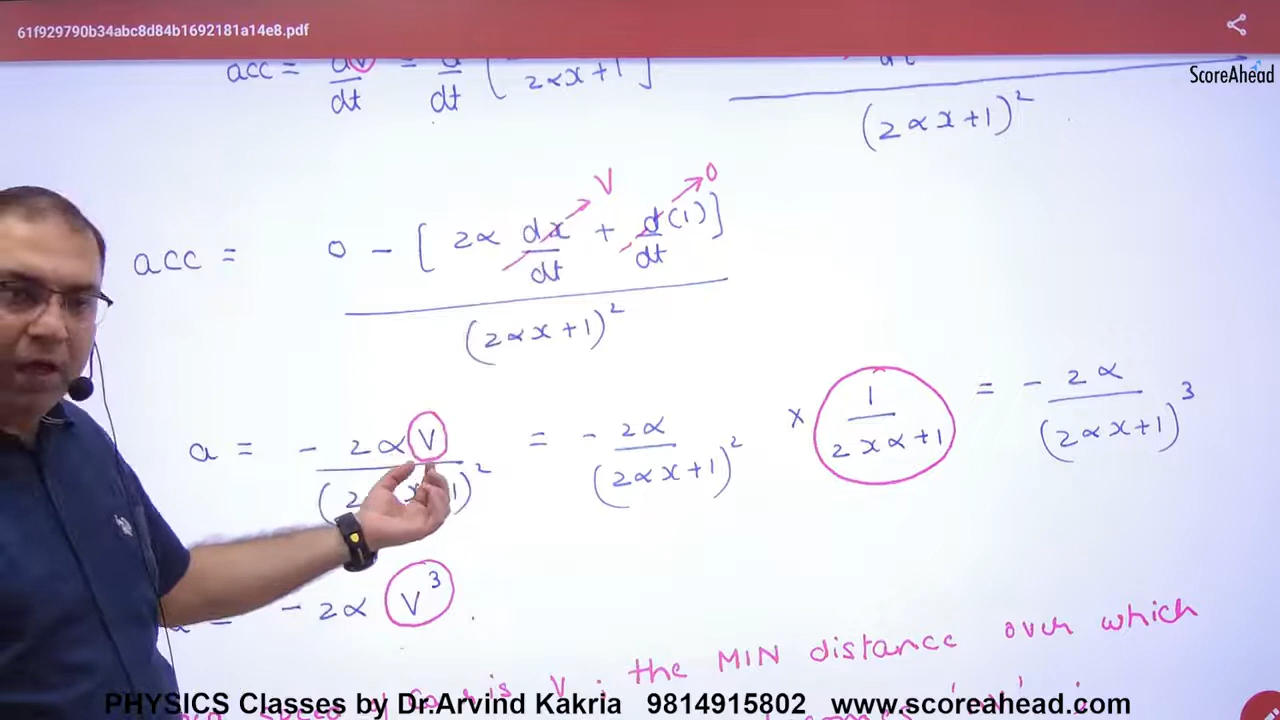 61f929790b34abc8d84b1692181a14e8.pdf
ScoreAhead
acc = dv/dt = d/dt [ 2αx+1 ]
(2αx+1)²
acc = 0 - [ 2α dx/dt + d(1)/dt ] / (2αx+1)²
V
0
a = - 2αV / (2αx+1)² = - 2α / (2αx+1)² × 1 / 2xα+1 = - 2α / (2αx+1)³
- 2α V³.
is V ; the MIN distance over which
PHYSICS Classes by Dr.Arvind Kakria 9814915802 www.scoreahead.com